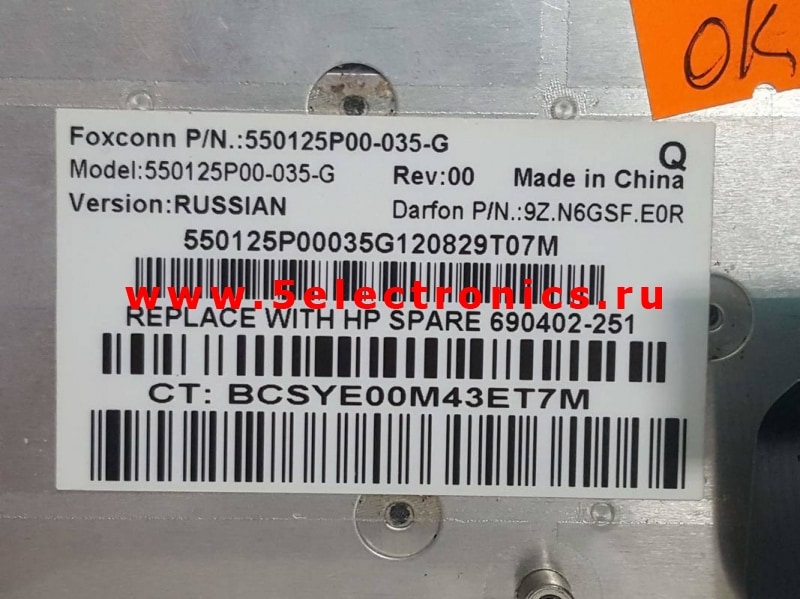 OK
Foxconn P/N.:550125P00-035-G
Q
Model:550125P00-035-G Rev:00 Made in China
Version:RUSSIAN Darfon P/N.:9Z.N6GSF.E0R
550125P00035G120829T07M
www.5electronics.ru
REPLACE WITH HP SPARE 690402-251
CT: BCSYE00M43ET7M